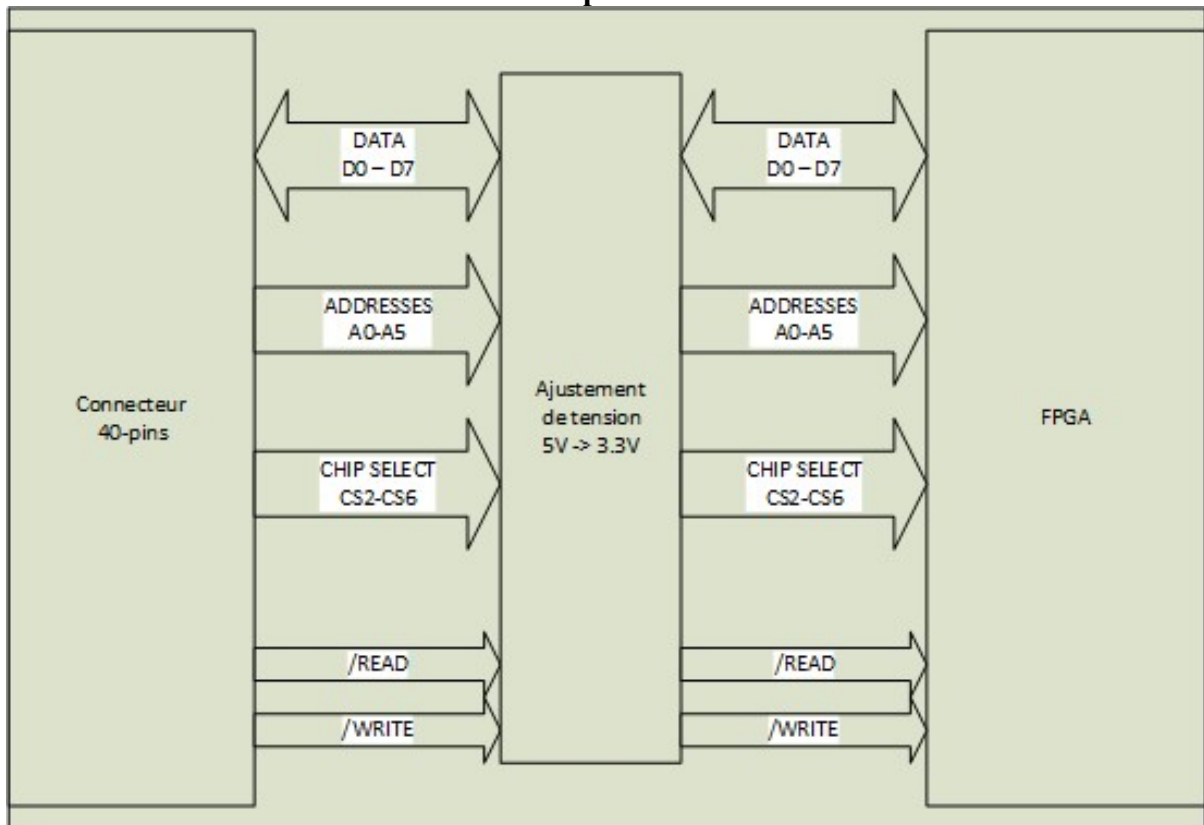 DATA
D0 – D7
DATA
D0 – D7
ADDRESSES
A0-A5
ADDRESSES
A0-A5
Connecteur
40-pins
Ajustement
de tension
5V -> 3.3V
FPGA
CHIP SELECT
CS2-CS6
CHIP SELECT
CS2-CS6
/READ
/READ
/WRITE
/WRITE